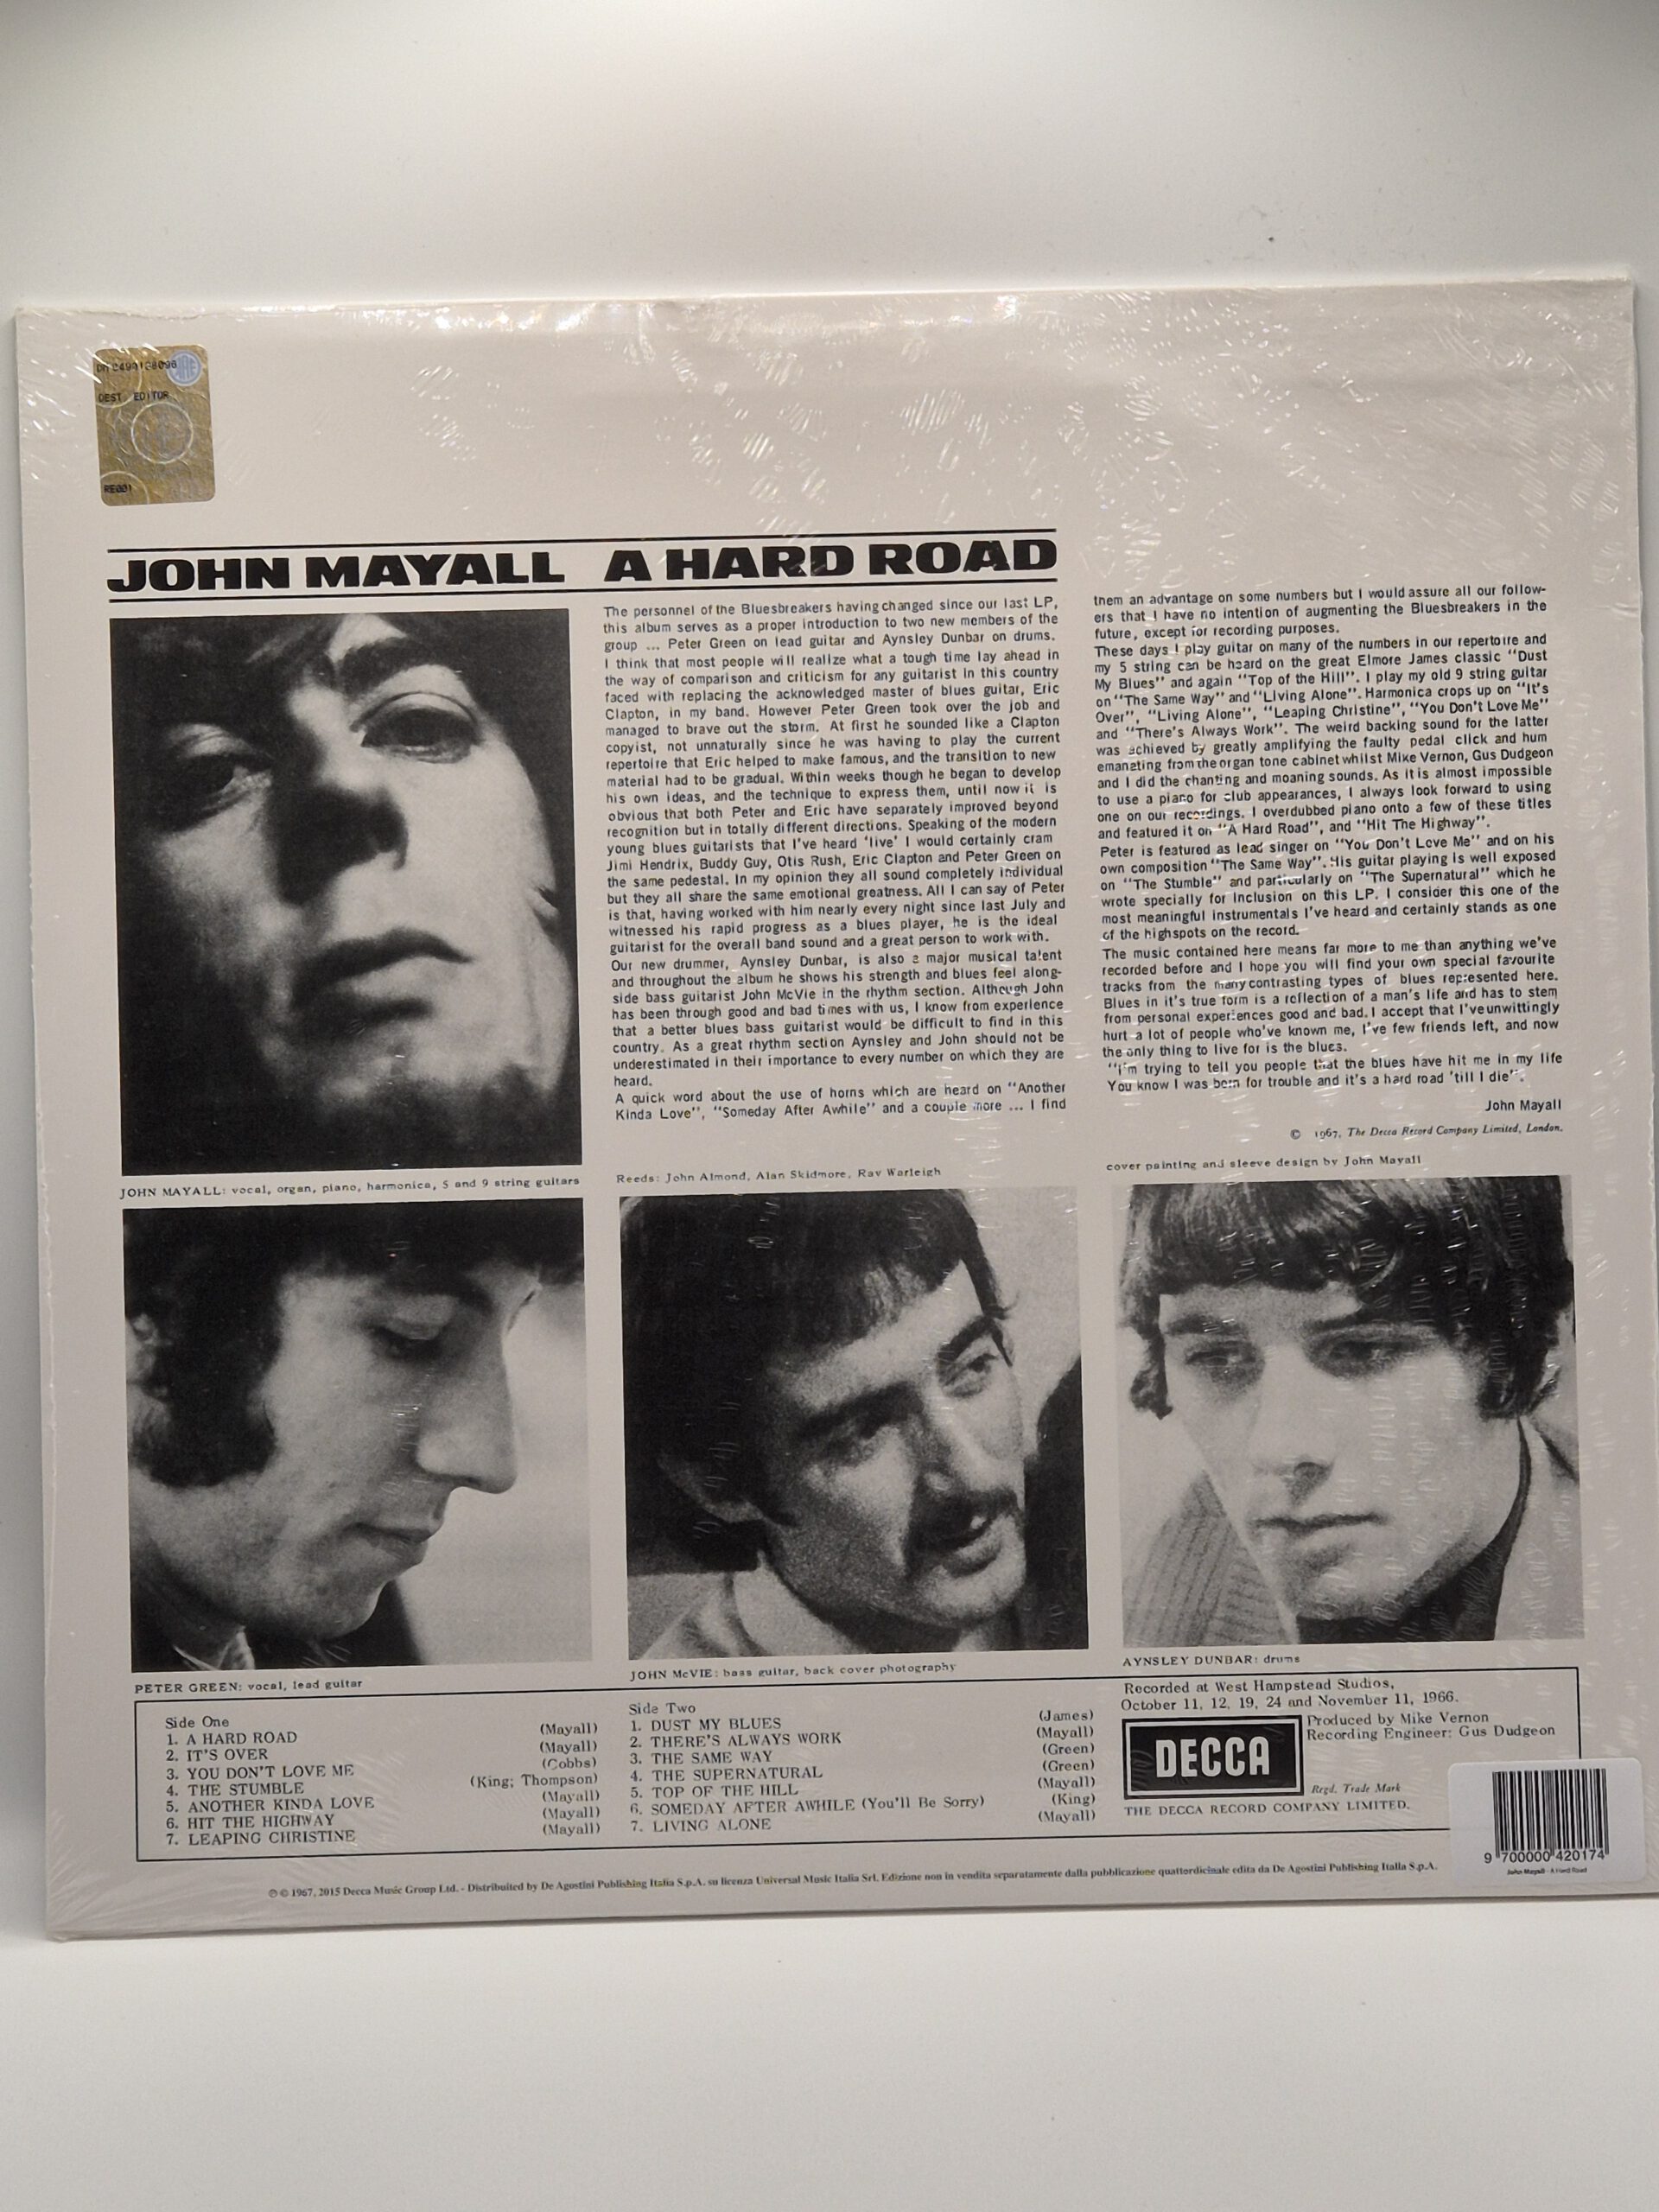 DEST. EDITOR
RE001
JOHN MAYALL A HARD ROAD
The personnel of the Bluesbreakers having changed since our last LP,
this album serves as a proper introduction to two new members of the
group ... Peter Green on lead guitar and Aynsley Dunbar on drums.
I think that most people will realize what a tough time lay ahead in
the way of comparison and criticism for any guitarist in this country
faced with replacing the acknowledged master of blues guitar, Eric
Clapton, in my band. However Peter Green took over the job and
managed to brave out the storm. At first he sounded like a Clapton
copyist, not unnaturally since he was having to play the current
repertoire that Eric helped to make famous, and the transition to new
material had to be gradual. Within weeks though he began to develop
his own ideas, and the technique to express them, until now it is
obvious that both Peter and Eric have separately improved beyond
recognition but in totally different directions. Speaking of the modern
young blues guitarists that I've heard 'live' I would certainly cram
Jimi Hendrix, Buddy Guy, Otis Rush, Eric Clapton and Peter Green on
the same pedestal. In my opinion they all sound completely individual
but they all share the same emotional greatness. All I can say of Peter
is that, having worked with him nearly every night since last July and
witnessed his rapid progress as a blues player, he is the ideal
guitarist for the overall band sound and a great person to work with.
Our new drummer, Aynsley Dunbar, is also a major musical talent
and throughout the album he shows his strength and blues feel along-
side bass guitarist John McVie in the rhythm section. Although John
has been through good and bad times with us, I know from experience
that a better blues bass guitarist would be difficult to find in this
country. As a great rhythm section Aynsley and John should not be
underestimated in their importance to every number on which they are
heard.
A quick word about the use of horns which are heard on "Another
Kinda Love", "Someday After Awhile" and a couple more ... I find
them an advantage on some numbers but I would assure all our follow-
ers that I have no intention of augmenting the Bluesbreakers in the
future, except for recording purposes.
These days I play guitar on many of the numbers in our repertoire and
my 5 string can be heard on the great Elmore James classic "Dust
My Blues" and again "Top of the Hill". I play my old 9 string guitar
on "The Same Way" and "Living Alone". Harmonica crops up on "It's
Over", "Living Alone", "Leaping Christine", "You Don't Love Me"
and "There's Always Work". The weird backing sound for the latter
was achieved by greatly amplifying the faulty pedal click and hum
emanating from the organ tone cabinet whilst Mike Vernon, Gus Dudgeon
and I did the chanting and moaning sounds. As it is almost impossible
to use a piano for club appearances, I always look forward to using
one on our recordings. I overdubbed piano onto a few of these titles
and featured it on "A Hard Road", and "Hit The Highway".
Peter is featured as lead singer on "You Don't Love Me" and on his
own composition "The Same Way". His guitar playing is well exposed
on "The Stumble" and particularly on "The Supernatural" which he
wrote specially for inclusion on this LP. I consider this one of the
most meaningful instrumentals I've heard and certainly stands as one
of the highspots on the record.
The music contained here means far more to me than anything we've
recorded before and I hope you will find your own special favourite
tracks from the many contrasting types of blues represented here.
Blues in it's true form is a reflection of a man's life and has to stem
from personal experiences good and bad. I accept that I've unwittingly
hurt a lot of people who've known me, I've few friends left, and now
the only thing to live for is the blues.
"I'm trying to tell you people that the blues have hit me in my life
You know I was born for trouble and it's a hard road 'till I die".
John Mayall
© 1967, The Decca Record Company Limited, London.
JOHN MAYALL: vocal, organ, piano, harmonica, 5 and 9 string guitars
Reeds: John Almond, Alan Skidmore, Ray Warleigh
cover painting and sleeve design by John Mayall
PETER GREEN: vocal, lead guitar
JOHN McVIE: bass guitar, back cover photography
AYNSLEY DUNBAR: drums
Side One
1. A HARD ROAD (Mayall)
2. IT'S OVER (Mayall)
3. YOU DON'T LOVE ME (Cobbs)
4. THE STUMBLE (King; Thompson)
5. ANOTHER KINDA LOVE (Mayall)
6. HIT THE HIGHWAY (Mayall)
7. LEAPING CHRISTINE (Mayall)
Side Two
1. DUST MY BLUES (James)
2. THERE'S ALWAYS WORK (Mayall)
3. THE SAME WAY (Green)
4. THE SUPERNATURAL (Green)
5. TOP OF THE HILL (Mayall)
6. SOMEDAY AFTER AWHILE (You'll Be Sorry) (King)
7. LIVING ALONE (Mayall)
Recorded at West Hampstead Studios,
October 11, 12, 19, 24 and November 11, 1966.
Produced by Mike Vernon
Recording Engineer: Gus Dudgeon
DECCA
Regd. Trade Mark
THE DECCA RECORD COMPANY LIMITED.
9 700000 420174
John Mayall - A Hard Road
℗ © 1967, 2015 Decca Music Group Ltd. - Distribuited by De Agostini Publishing Italia S.p.A. su licenza Universal Music Italia Srl. Edizione non in vendita separatamente dalla pubblicazione quattordicinale edita da De Agostini Publishing Italia S.p.A.